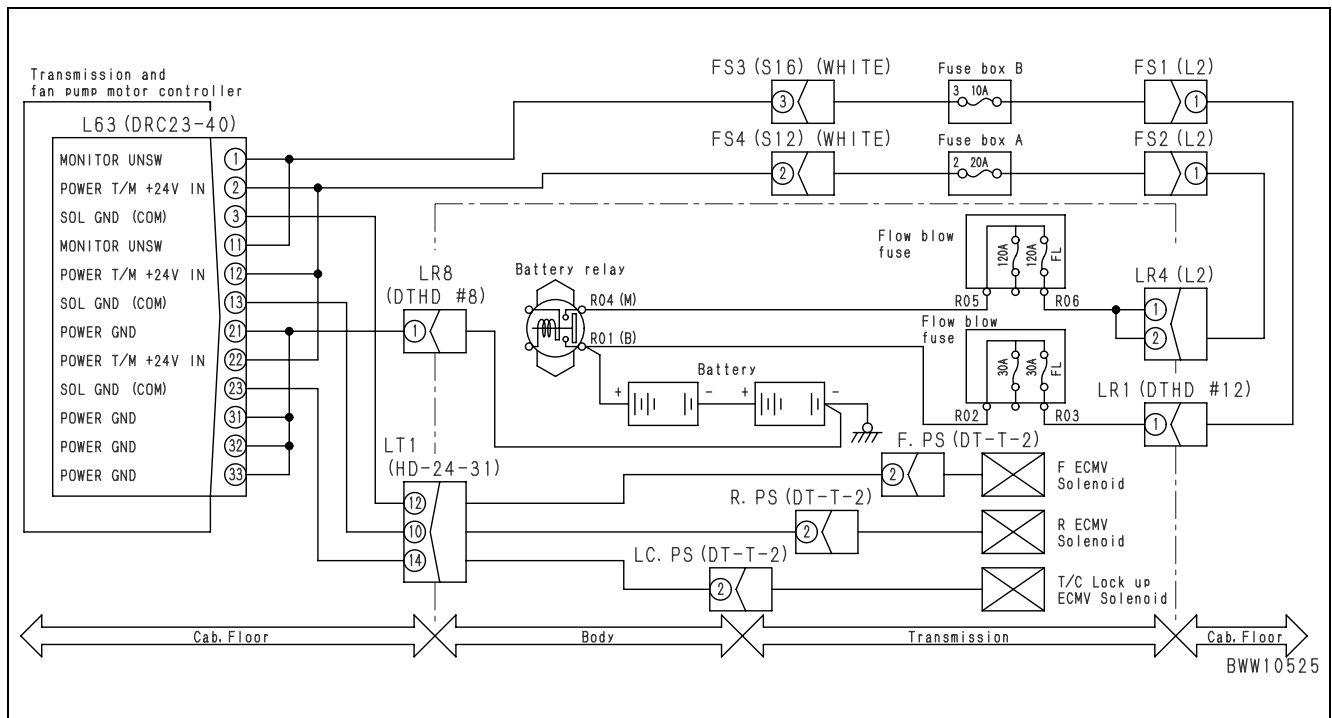 Transmission and
fan pump motor controller
L63 (DRC23-40)
MONITOR UNSW 1
POWER T/M +24V IN 2
SOL GND (COM) 3
MONITOR UNSW 11
POWER T/M +24V IN 12
SOL GND (COM) 13
POWER GND 21
POWER T/M +24V IN 22
SOL GND (COM) 23
POWER GND 31
POWER GND 32
POWER GND 33
FS3 (S16) (WHITE)
3
Fuse box B
3 10A
FS1 (L2)
1
FS4 (S12) (WHITE)
2
Fuse box A
2 20A
FS2 (L2)
1
LR8
(DTHD #8)
1
Battery relay
R04 (M)
R01 (B)
Flow blow
fuse
120A
120A
FL
R05
R06
LR4 (L2)
1
2
Flow blow
fuse
30A
30A
FL
R02
R03
LR1 (DTHD #12)
1
Battery
+ - + -
LT1
(HD-24-31)
12
10
14
F. PS (DT-T-2)
2
F ECMV
Solenoid
R. PS (DT-T-2)
2
R ECMV
Solenoid
LC. PS (DT-T-2)
2
T/C Lock up
ECMV Solenoid
Cab. Floor
Body
Transmission
Cab. Floor
BWW10525